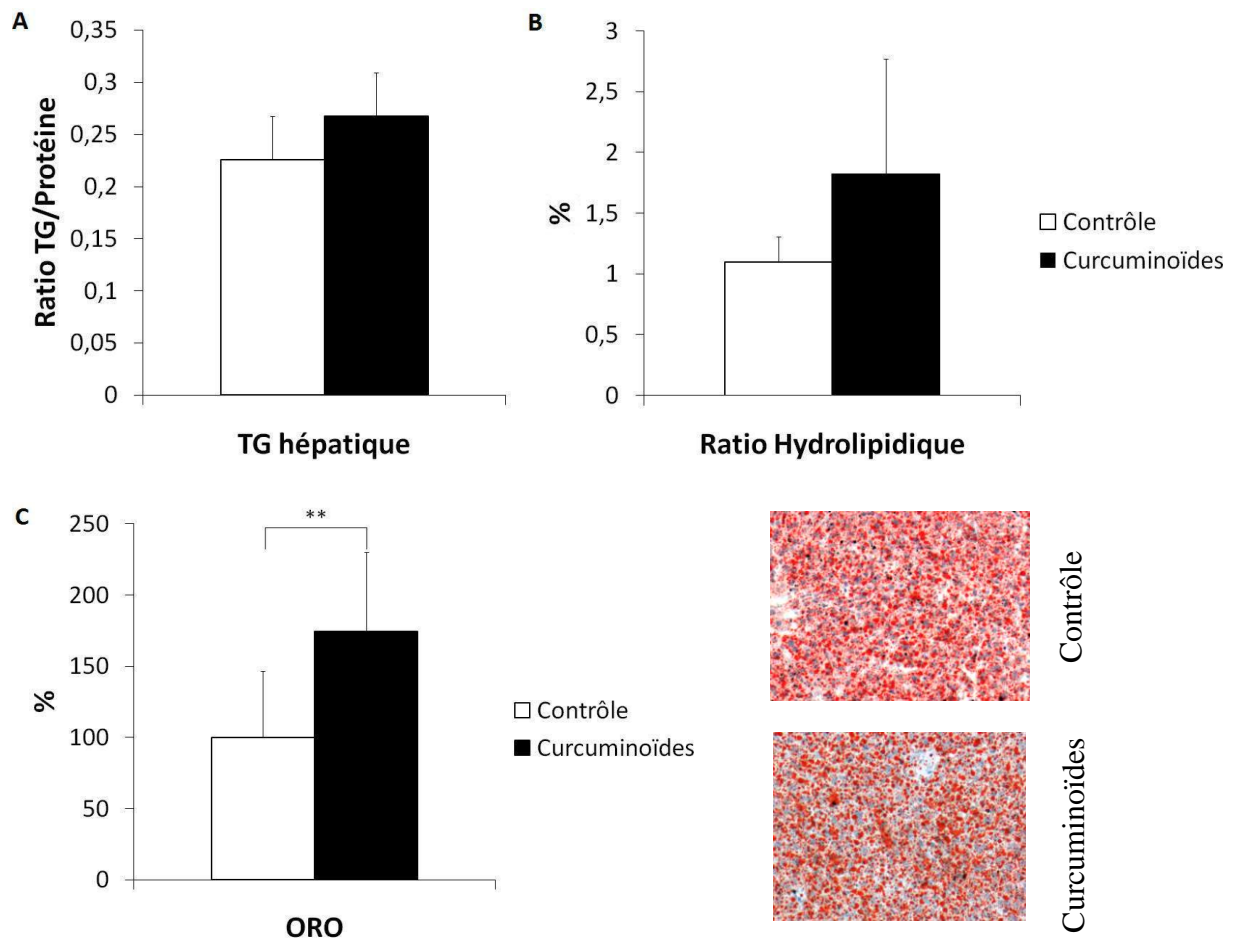 A
0,35
0,3
0,25
0,2
0,15
0,1
0,05
0
Ratio TG/Protéine
TG hépatique
B
3
2,5
2
1,5
1
0,5
0
%
Ratio Hydrolipidique
Contrôle
Curcuminoïdes
C
250
200
150
100
50
0
%
**
ORO
Contrôle
Curcuminoïdes
Contrôle
Curcuminoïdes